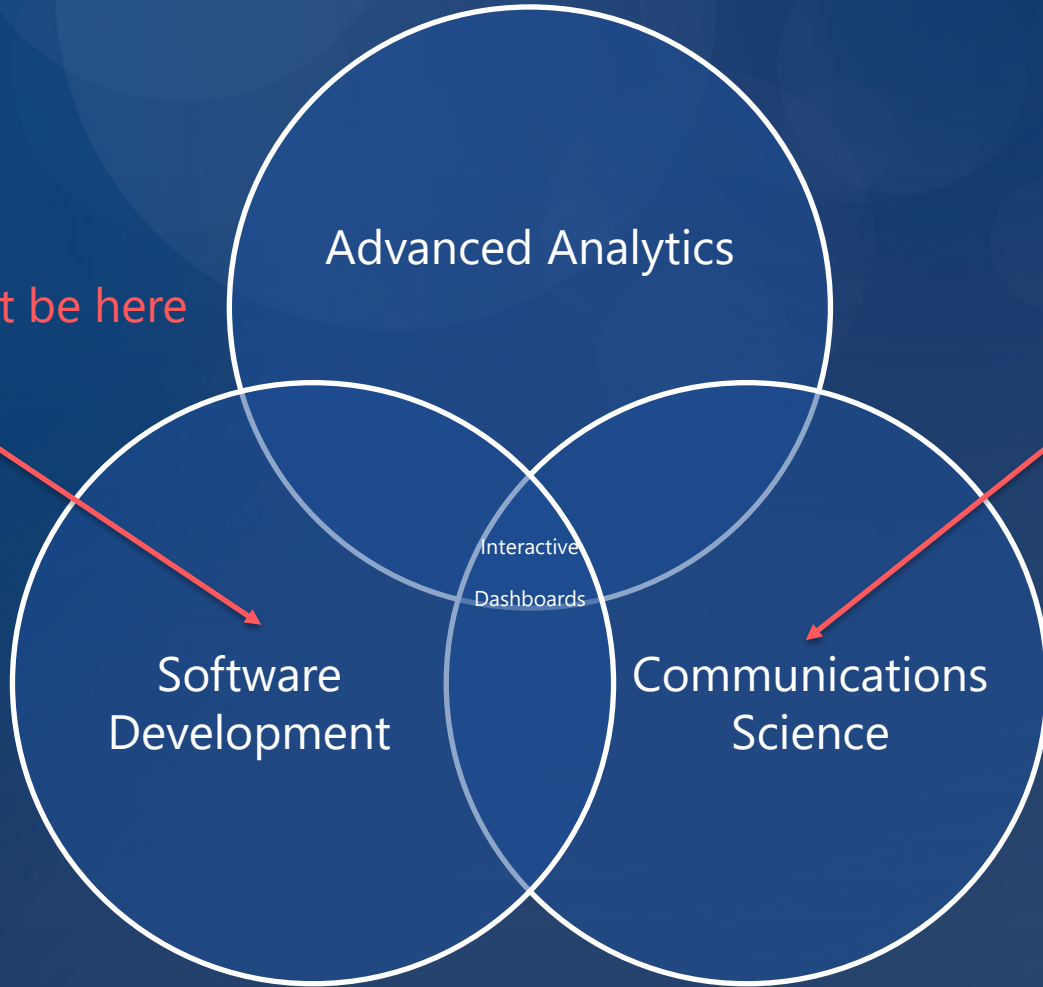 Advanced Analytics
t be here
Interactive
Dashboards
Software
Development
Communications
Science